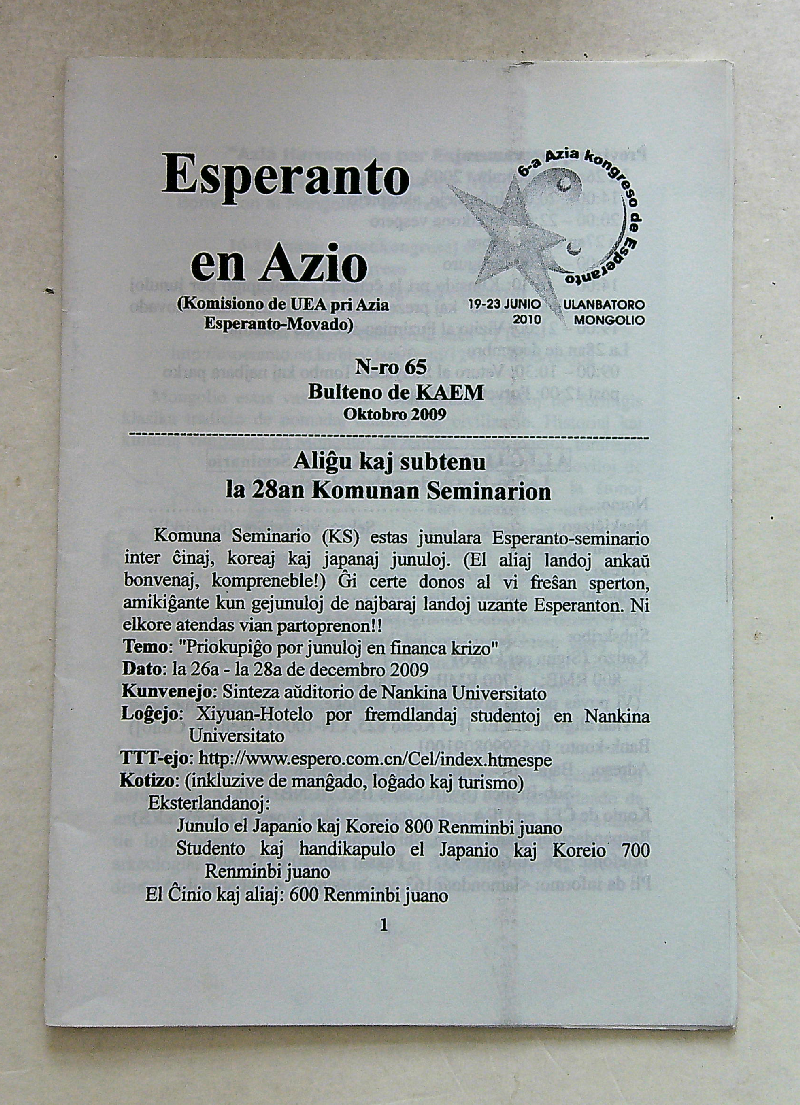 Esperanto
en Azio
(Komisiono de UEA pri Azia
Esperanto-Movado)
6-a Azia kongreso de Esperanto
19-23 JUNIO ULANBATORO
2010 MONGOLIO
N-ro 65
Bulteno de KAEM
Oktobro 2009
Aliĝu kaj subtenu
la 28an Komunan Seminarion
Komuna Seminario (KS) estas junulara Esperanto-seminario
inter ĉinaj, koreaj kaj japanaj junuloj. (El aliaj landoj ankaŭ
bonvenaj, kompreneble!) Ĝi certe donos al vi freŝan sperton,
amikiĝante kun gejunuloj de najbaraj landoj uzante Esperanton. Ni
elkore atendas vian partoprenon!!
Temo: "Priokupiĝo por junuloj en financa krizo"
Dato: la 26a - la 28a de decembro 2009
Kunvenejo: Sinteza aŭditorio de Nankina Universitato
Loĝejo: Xiyuan-Hotelo por fremdlandaj studentoj en Nankina
Universitato
TTT-ejo: http://www.espero.com.cn/Cel/index.htmespe
Kotizo: (inkluzive de manĝado, loĝado kaj turismo)
Eksterlandanoj:
Junulo el Japanio kaj Koreio 800 Renminbi juano
Studento kaj handikapulo el Japanio kaj Koreio 700
Renminbi juano
El Ĉinio kaj aliaj: 600 Renminbi juano
1